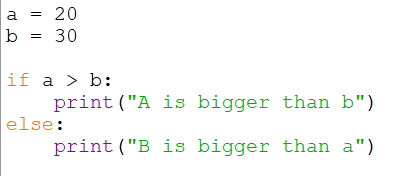 a = 20
b = 30

if a > b:
    print("A is bigger than b")
else:
    print("B is bigger than a")